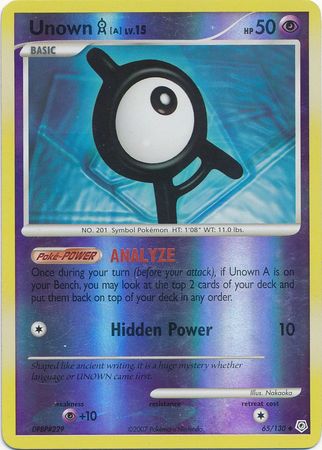 Unown A [A] LV.15 HP 50
BASIC
NO. 201 Symbol Pokémon HT: 1'08" WT: 11.0 lbs.
Poké-POWER ANALYZE
Once during your turn (before your attack), if Unown A is on
your Bench, you may look at the top 2 cards of your deck and
put them back on top of your deck in any order.
Hidden Power 10
Shaped like ancient writing, it is a huge mystery whether
language or UNOWN came first.
Illus. Nakaoka
weakness resistance retreat cost
+10
DPBP#229 ©2007 Pokémon/Nintendo 65/130